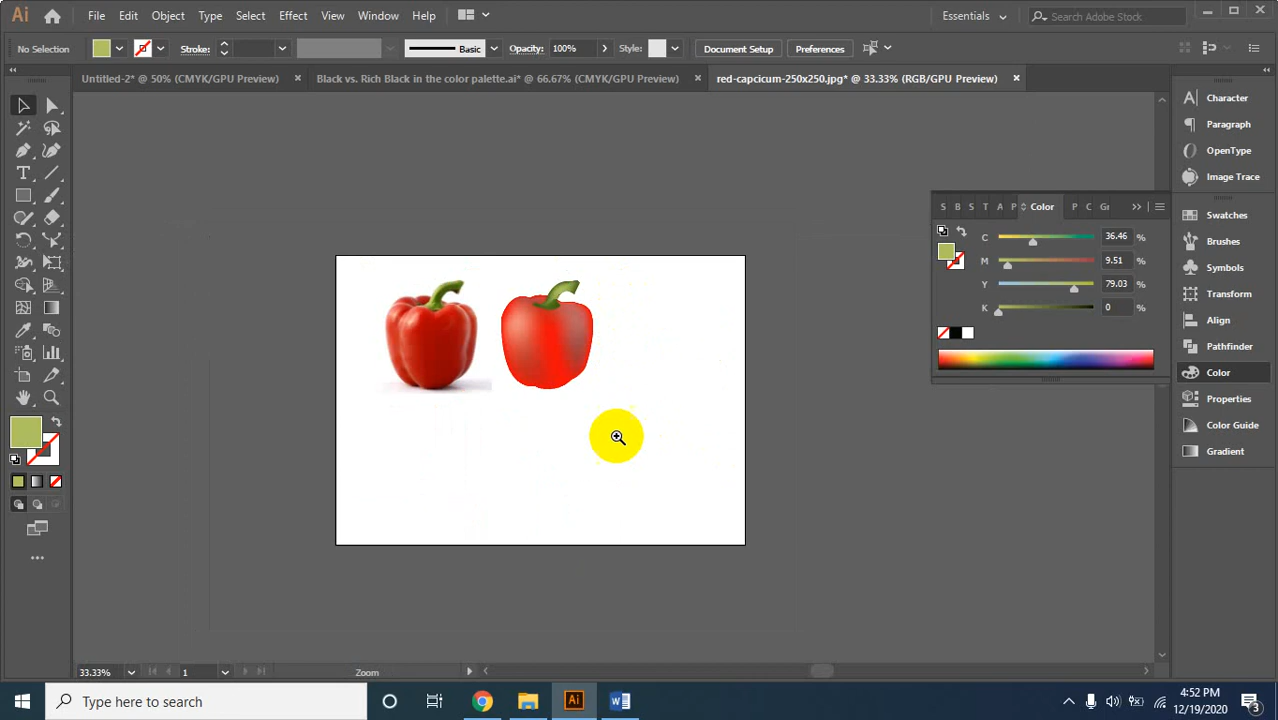 Ai File Edit Object Type Select Effect View Window Help Essentials Search Adobe Stock
No Selection Stroke: Basic Opacity: 100% Style: Document Setup Preferences
Untitled-2* @ 50% (CMYK/GPU Preview) × Black vs. Rich Black in the color palette.ai* @ 66.67% (CMYK/GPU Preview) × red-capcicum-250x250.jpg* @ 33.33% (RGB/GPU Preview) ×
Character
Paragraph
OpenType
Image Trace
S B S T A P Color P C Gr
C 36.46 %
M 9.51 %
Y 79.03 %
K 0 %
Swatches
Brushes
Symbols
Transform
Align
Pathfinder
Color
Properties
Color Guide
Gradient
33.33% 1 Zoom
Type here to search
Ai
4:52 PM
12/19/2020
3